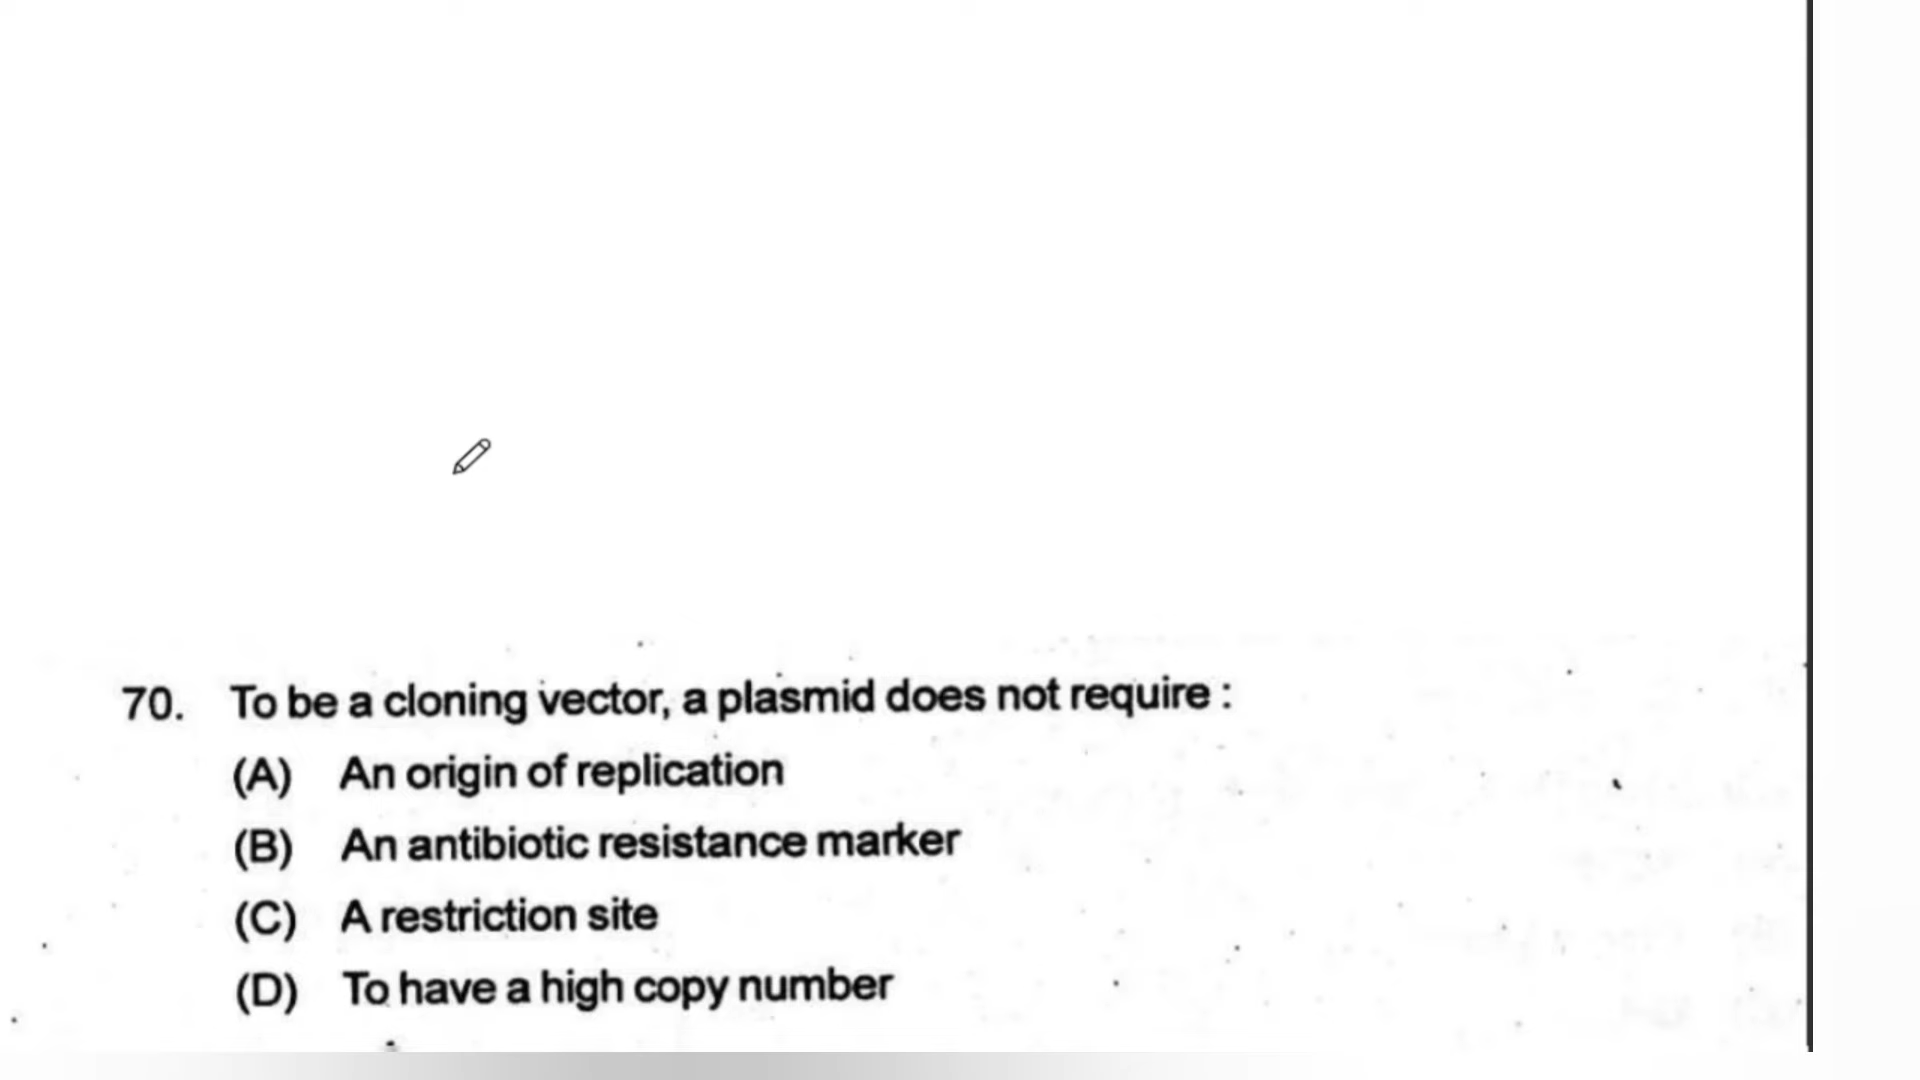 70. To be a cloning vector, a plasmid does not require :
(A) An origin of replication
(B) An antibiotic resistance marker
(C) A restriction site
(D) To have a high copy number